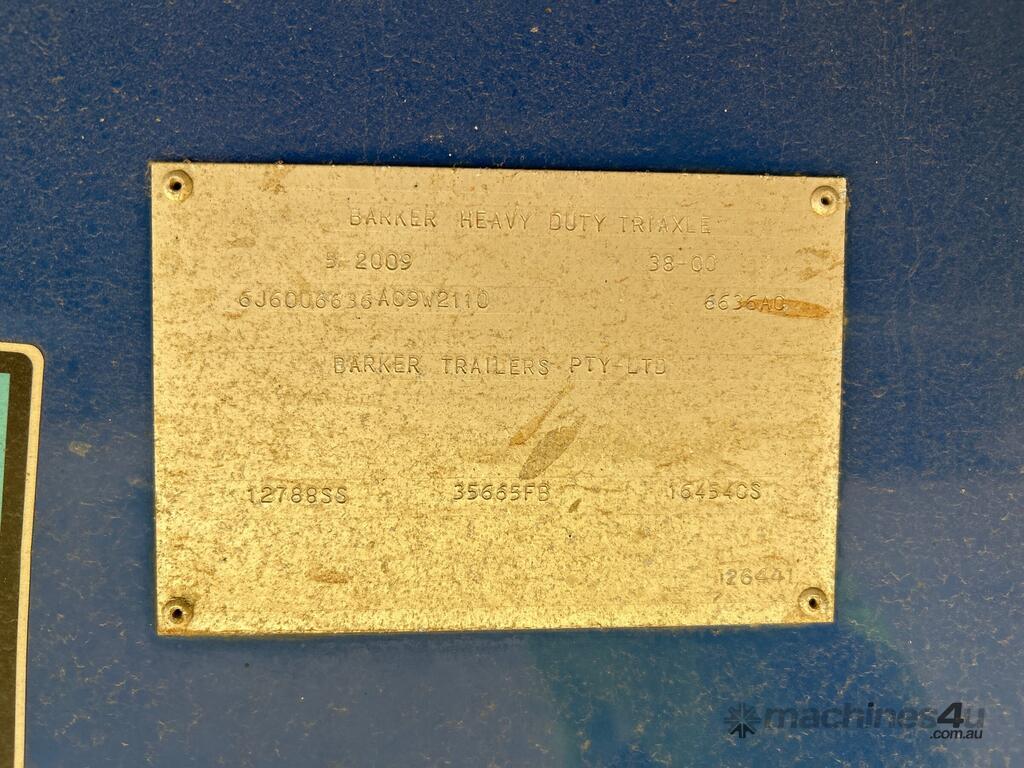 BARKER HEAVY DUTY TRIAXLE
5 2009 38-00
6J6006636AC9W2110 6636AC
BARKER TRAILERS PTY-LTD
12788SS 35665FB 16454CS
26441
machines4u
.com.au